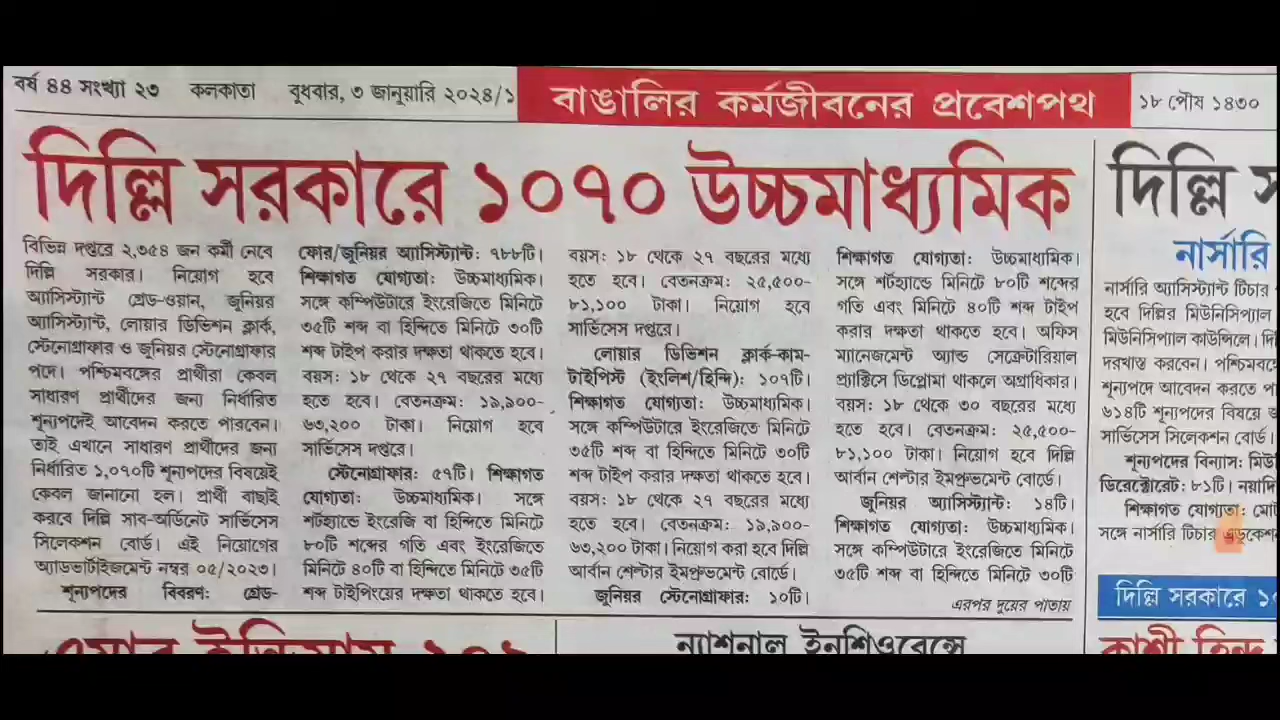 বর্ষ ৪৪ সংখ্যা ২৩ কলকাতা বুধবার, ৩ জানুয়ারি ২০২৪/১
বাঙালির কর্মজীবনের প্রবেশপথ
১৮ পৌষ ১৪৩০
দিল্লি সরকারে ১০৭০ উচ্চমাধ্যমিক
বিভিন্ন দপ্তরে ২,৩৫৪ জন কর্মী নেবে
দিল্লি সরকার। নিয়োগ হবে
অ্যাসিস্ট্যান্ট গ্রেড-ওয়ান, জুনিয়র
অ্যাসিস্ট্যান্ট, লোয়ার ডিভিশন ক্লার্ক,
স্টেনোগ্রাফার ও জুনিয়র স্টেনোগ্রাফার
পদে। পশ্চিমবঙ্গের প্রার্থীরা কেবল
সাধারণ প্রার্থীদের জন্য নির্ধারিত
শূন্যপদেই আবেদন করতে পারবেন।
তাই এখানে সাধারণ প্রার্থীদের জন্য
নির্ধারিত ১,০৭০টি শূন্যপদের বিষয়েই
কেবল জানানো হল। প্রার্থী বাছাই
করবে দিল্লি সাব-অর্ডিনেট সার্ভিসেস
সিলেকশন বোর্ড। এই নিয়োগের
অ্যাডভার্টাইজমেন্ট নম্বর ০৫/২০২৩।
শূন্যপদের বিবরণ: গ্রেড-
ফোর/জুনিয়র অ্যাসিস্ট্যান্ট: ৭৮৮টি।
শিক্ষাগত যোগ্যতা: উচ্চমাধ্যমিক।
সঙ্গে কম্পিউটারে ইংরেজিতে মিনিটে
৩৫টি শব্দ বা হিন্দিতে মিনিটে ৩০টি
শব্দ টাইপ করার দক্ষতা থাকতে হবে।
বয়স: ১৮ থেকে ২৭ বছরের মধ্যে
হতে হবে। বেতনক্রম: ১৯,৯০০-
৬৩,২০০ টাকা। নিয়োগ হবে
সার্ভিসেস দপ্তরে।
স্টেনোগ্রাফার: ৫৭টি। শিক্ষাগত
যোগ্যতা: উচ্চমাধ্যমিক। সঙ্গে
শর্টহ্যান্ডে ইংরেজি বা হিন্দিতে মিনিটে
৮০টি শব্দের গতি এবং ইংরেজিতে
মিনিটে ৪০টি বা হিন্দিতে মিনিটে ৩৫টি
শব্দ টাইপিংয়ের দক্ষতা থাকতে হবে।
বয়স: ১৮ থেকে ২৭ বছরের মধ্যে
হতে হবে। বেতনক্রম: ২৫,৫০০-
৮১,১০০ টাকা। নিয়োগ হবে
সার্ভিসেস দপ্তরে।
লোয়ার ডিভিশন ক্লার্ক-কাম-
টাইপিস্ট (ইংলিশ/হিন্দি): ১০৭টি।
শিক্ষাগত যোগ্যতা: উচ্চমাধ্যমিক।
সঙ্গে কম্পিউটারে ইংরেজিতে মিনিটে
৩৫টি শব্দ বা হিন্দিতে মিনিটে ৩০টি
শব্দ টাইপ করার দক্ষতা থাকতে হবে।
বয়স: ১৮ থেকে ২৭ বছরের মধ্যে
হতে হবে। বেতনক্রম: ১৯,৯০০-
৬৩,২০০ টাকা। নিয়োগ করা হবে দিল্লি
আর্বান শেল্টার ইমপ্রুভমেন্ট বোর্ডে।
জুনিয়র স্টেনোগ্রাফার: ১০টি।
শিক্ষাগত যোগ্যতা: উচ্চমাধ্যমিক।
সঙ্গে শর্টহ্যান্ডে মিনিটে ৮০টি শব্দের
গতি এবং মিনিটে ৪০টি শব্দ টাইপ
করার দক্ষতা থাকতে হবে। অফিস
ম্যানেজমেন্ট অ্যান্ড সেক্রেটারিয়াল
প্র্যাক্টিসে ডিপ্লোমা থাকলে অগ্রাধিকার।
বয়স: ১৮ থেকে ৩০ বছরের মধ্যে
হতে হবে। বেতনক্রম: ২৫,৫০০-
৮১,১০০ টাকা। নিয়োগ হবে দিল্লি
আর্বান শেল্টার ইমপ্রুভমেন্ট বোর্ডে।
জুনিয়র অ্যাসিস্ট্যান্ট: ১৪টি।
শিক্ষাগত যোগ্যতা: উচ্চমাধ্যমিক।
সঙ্গে কম্পিউটারে ইংরেজিতে মিনিটে
৩৫টি শব্দ বা হিন্দিতে মিনিটে ৩০টি
এরপর দুয়ের পাতায়
দিল্লি
নার্সারি
নার্সারি অ্যাসিস্ট্যান্ট টিচার
হবে দিল্লির মিউনিসিপ্যাল
মিউনিসিপ্যাল কাউন্সিলে।
দরখাস্ত করবেন।
শূন্যপদে আবেদন করতে
৬১৪টি শূন্যপদের বিষয়ে
সার্ভিসেস সিলেকশন বোর্ড।
শূন্যপদের বিন্যাস:
ডিরেক্টোরেট: ৮১টি।
শিক্ষাগত যোগ্যতা:
সঙ্গে নার্সারি টিচার
দিল্লি সরকারে
ন্যাশনাল ইনশিওরেন্সে
কাশী হিন্দু